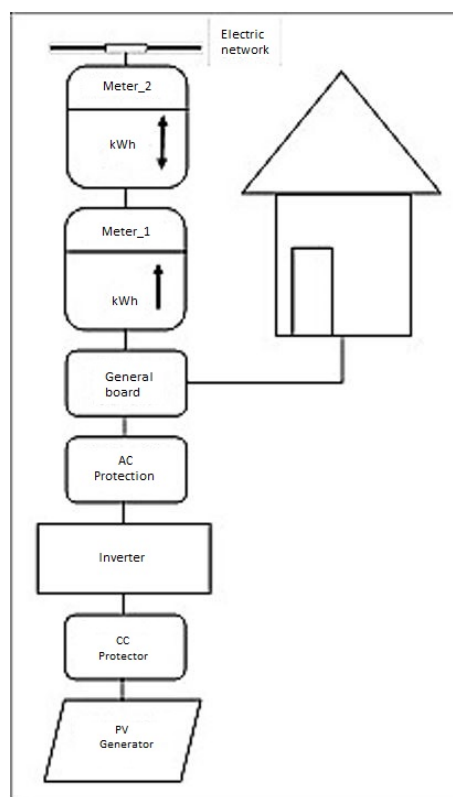 Electric
network
Meter_2
kWh
Meter_1
kWh
General
board
AC
Protection
Inverter
CC
Protector
PV
Generator